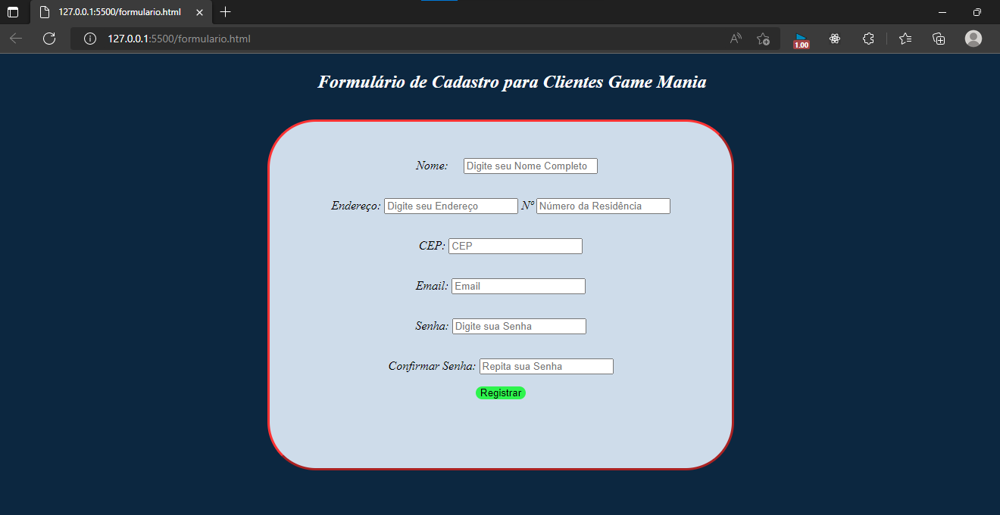 127.0.0.1:5500/formulario.html
127.0.0.1:5500/formulario.html
1.00
Formulário de Cadastro para Clientes Game Mania
Nome: Digite seu Nome Completo
Endereço: Digite seu Endereço Nº Número da Residência
CEP: CEP
Email: Email
Senha: Digite sua Senha
Confirmar Senha: Repita sua Senha
Registrar